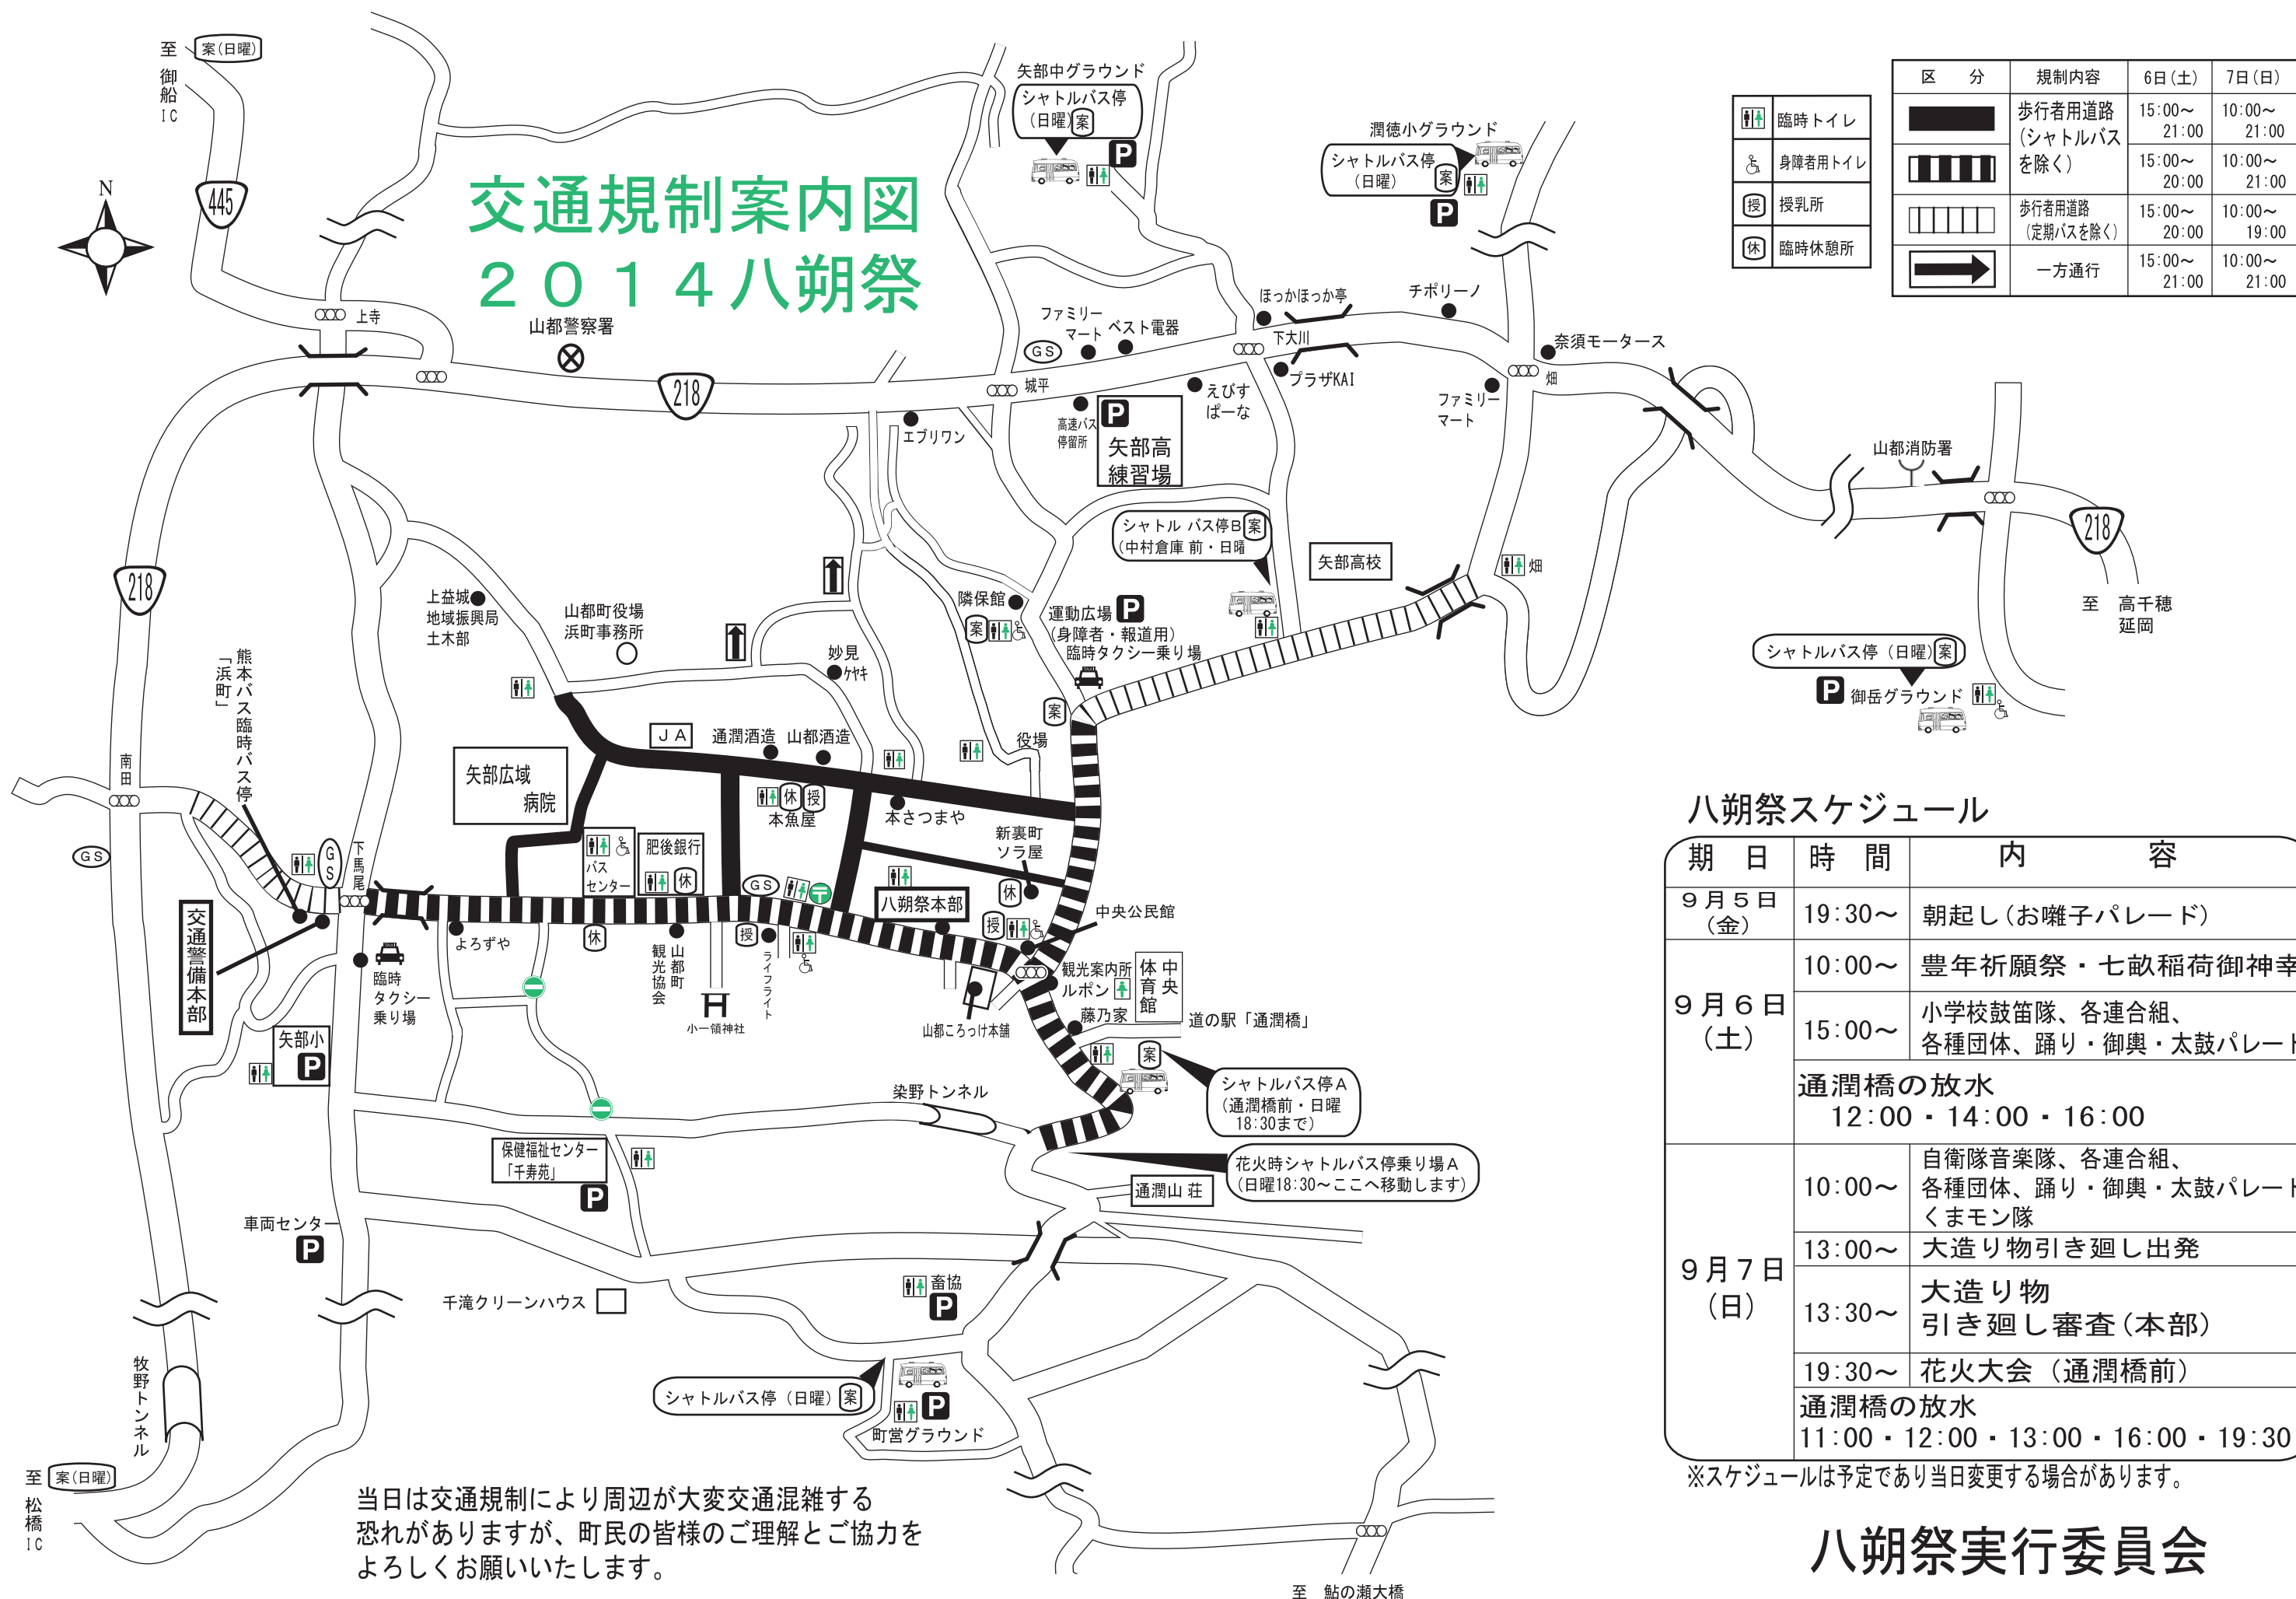 交通規制案内図
2014八朔祭
至 御船IC
案(日曜)
445
N
上寺
山都警察署
218
矢部中グラウンド
シャトルバス停
(日曜)案
P
潤徳小グラウンド
シャトルバス停
(日曜) 案
P
臨時トイレ
身障者用トイレ
授 授乳所
休 臨時休憩所
区 分 規制内容 6日(土) 7日(日)
歩行者用道路
(シャトルバス
を除く)
15:00~21:00 10:00~21:00
15:00~20:00 10:00~21:00
歩行者用道路
(定期バスを除く)
15:00~20:00 10:00~19:00
一方通行 15:00~21:00 10:00~21:00
ファミリー
マート
ベスト電器
GS
城平
ほっかほっか亭
下大川
チポリーノ
奈須モータース
畑
プラザKAI
えびす
ぱーな
ファミリー
マート
エブリワン
高速バス
停留所
P
矢部高
練習場
山都消防署
218
至 高千穂
延岡
シャトル バス停B 案
(中村倉庫 前・日曜
矢部高校
畑
218
上益城
地域振興局
土木部
山都町役場
浜町事務所
隣保館
案
運動広場 P
(身障者・報道用)
臨時タクシー乗り場
妙見
ケヤキ
シャトルバス停 (日曜) 案
P 御岳グラウンド
熊本バス臨時バス停
「浜町」
南田
案
役場
JA
通潤酒造
山都酒造
矢部広域
病院
休 授
本魚屋
本さつまや
新裏町
ソラ屋
GS
GS
下馬尾
バス
センター
肥後銀行
休
GS
八朔祭本部
休
授
中央公民館
交通警備本部
よろずや
休
山都町
観光協会
授
ライフライト
観光案内所
ルポン
中央
体育館
臨時
タクシー
乗り場
小一領神社
山都ころっけ本舗
藤乃家
道の駅「通潤橋」
矢部小
P
案
シャトルバス停A
(通潤橋前・日曜
18:30まで)
染野トンネル
保健福祉センター
「千寿苑」
P
花火時シャトルバス停乗り場A
(日曜18:30~ここへ移動します)
通潤山荘
車両センター
P
千滝クリーンハウス
畜協
P
シャトルバス停 (日曜) 案
P
町営グラウンド
牧野トンネル
案(日曜)
至 松橋IC
至 鮎の瀬大橋
当日は交通規制により周辺が大変交通混雑する
恐れがありますが、町民の皆様のご理解とご協力を
よろしくお願いいたします。
八朔祭スケジュール
期 日 時 間 内 容
9月5日
(金)
19:30~ 朝起し(お囃子パレード)
9月6日
(土)
10:00~ 豊年祈願祭・七畝稲荷御神幸
15:00~ 小学校鼓笛隊、各連合組、
各種団体、踊り・御輿・太鼓パレード
通潤橋の放水
12:00・14:00・16:00
9月7日
(日)
10:00~ 自衛隊音楽隊、各連合組、
各種団体、踊り・御輿・太鼓パレード
くまモン隊
13:00~ 大造り物引き廻し出発
13:30~ 大造り物
引き廻し審査(本部)
19:30~ 花火大会 (通潤橋前)
通潤橋の放水
11:00・12:00・13:00・16:00・19:30
※スケジュールは予定であり当日変更する場合があります。
八朔祭実行委員会